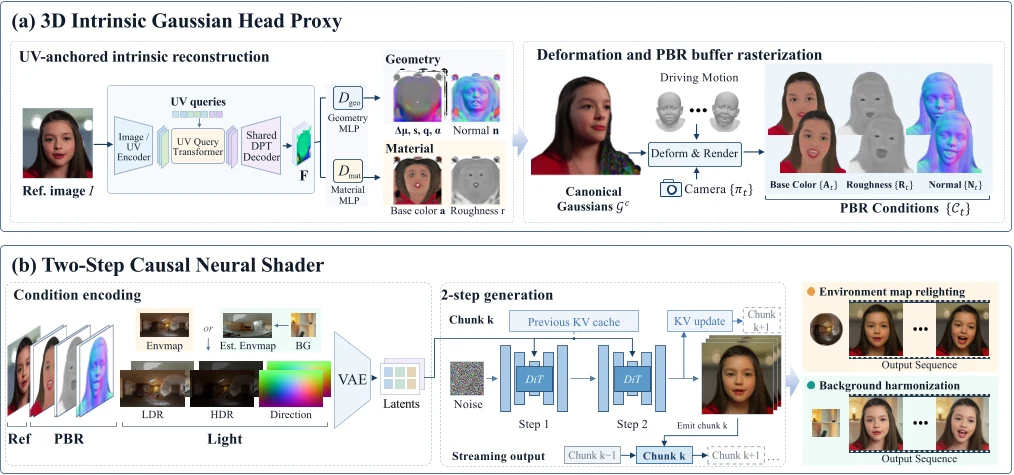 (a) 3D Intrinsic Gaussian Head Proxy
UV-anchored intrinsic reconstruction
Ref. image I
Image /
UV
Encoder
UV queries
UV Query
Transformer
Shared
DPT
Decoder
F
D_geo
Geometry
MLP
D_mat
Material
MLP
Geometry
Δμ, s, q, α
Normal n
Material
Base color a
Roughness r
Deformation and PBR buffer rasterization
Canonical
Gaussians 𝒢^c
Driving Motion
Deform & Render
Camera {π_t}
Base Color {A_t}
Roughness {R_t}
Normal {N_t}
PBR Conditions {𝒞_t}
(b) Two-Step Causal Neural Shader
Condition encoding
Envmap
or
Est. Envmap
BG
LDR
HDR
Direction
Ref
PBR
Light
VAE
Latents
2-step generation
Chunk k
Previous KV cache
KV update
Chunk
k+1
Noise
DiT
Step 1
DiT
Step 2
Emit chunk k
Streaming output
Chunk k−1
Chunk k
Chunk k+1
...
Environment map relighting
Output Sequence
Background harmonization
Output Sequence